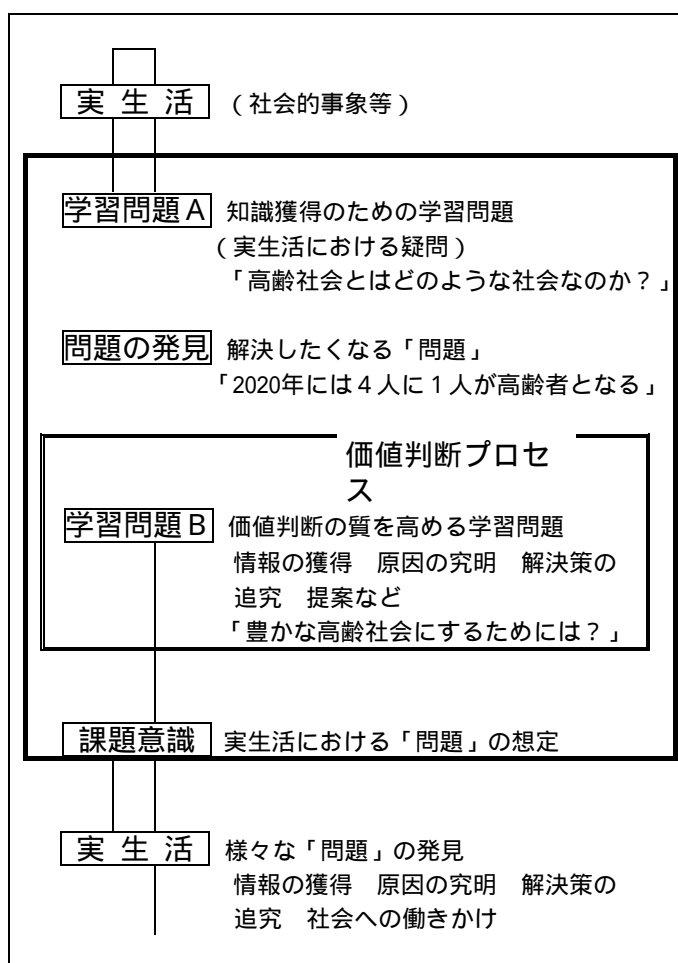 実 生 活 (社会的事象等)
学習問題A 知識獲得のための学習問題
(実生活における疑問)
「高齢社会とはどのような社会なのか?」
問題の発見 解決したくなる「問題」
「2020年には4人に1人が高齢者となる」
価値判断プロセ
ス
学習問題B 価値判断の質を高める学習問題
情報の獲得 原因の究明 解決策の
追究 提案など
「豊かな高齢社会にするためには?」
課題意識 実生活における「問題」の想定
実 生 活 様々な「問題」の発見
情報の獲得 原因の究明 解決策の
追究 社会への働きかけ